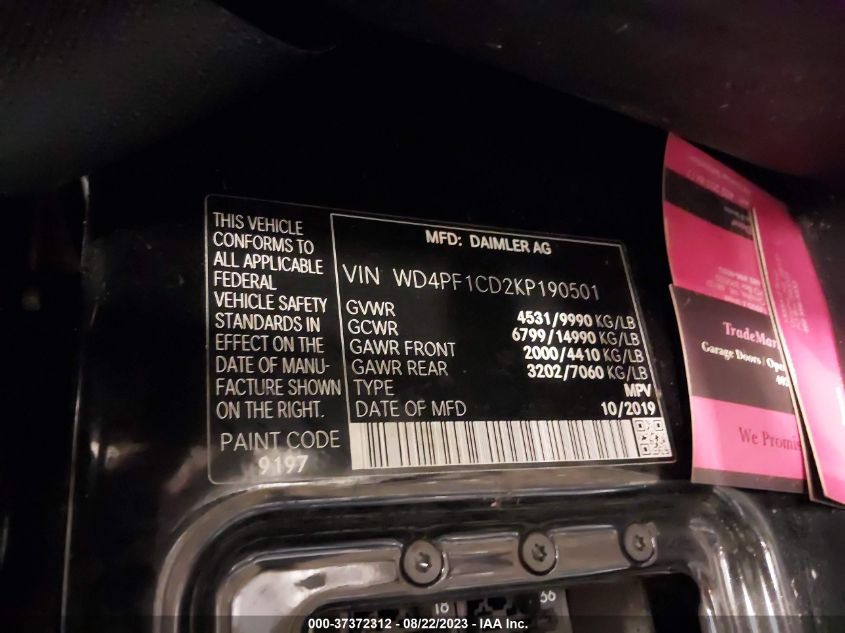 THIS VEHICLE
CONFORMS TO
ALL APPLICABLE
FEDERAL
VEHICLE SAFETY
STANDARDS IN
EFFECT ON THE
DATE OF MANU-
FACTURE SHOWN
ON THE RIGHT.
PAINT CODE
9197
MFD: DAIMLER AG
VIN WD4PF1CD2KP190501
GVWR 4531/9990 KG/LB
GCWR 6799/14990 KG/LB
GAWR FRONT 2000/4410 KG/LB
GAWR REAR 3202/7060 KG/LB
TYPE MPV
DATE OF MFD 10/2019
TradeMar
Garage Doors | Ope
We Promis
18
000-37372312 - 08/22/2023 - IAA Inc.